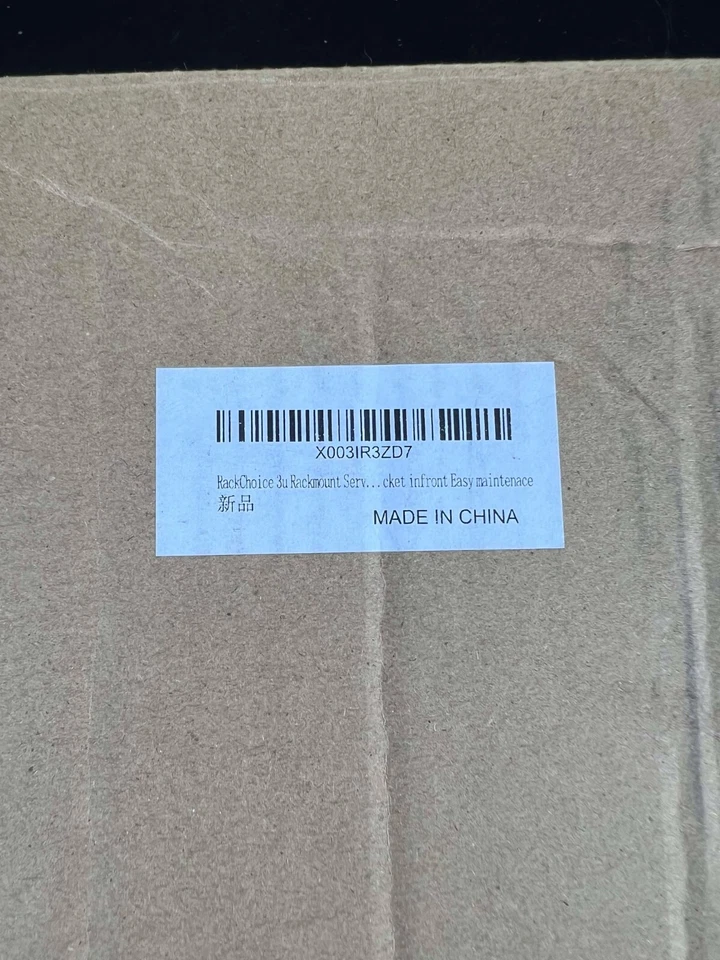 X003IR3ZD7
RackChoice 3u Rackmount Serv...cket infront Easy maintenace
新品
MADE IN CHINA